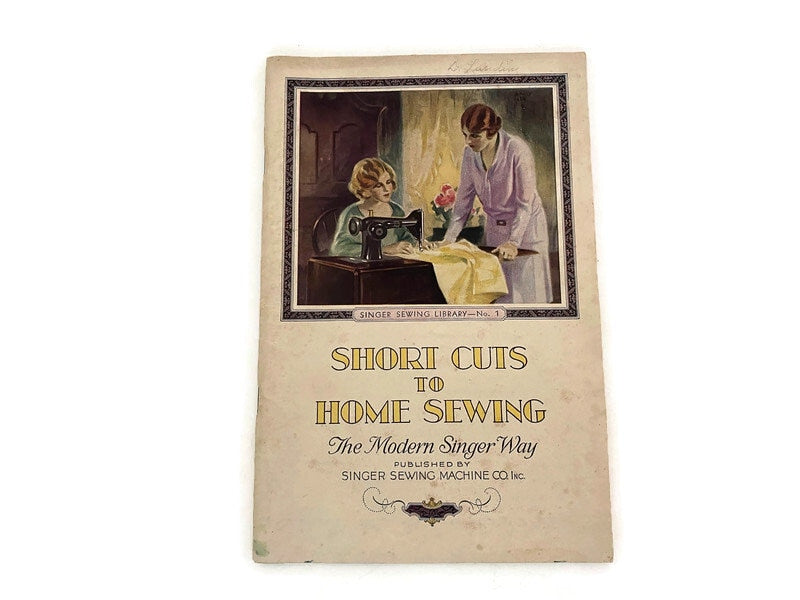 SINGER SEWING LIBRARY—No. 1
SHORT CUTS
TO
HOME SEWING
The Modern Singer Way
PUBLISHED BY
SINGER SEWING MACHINE CO. INC.